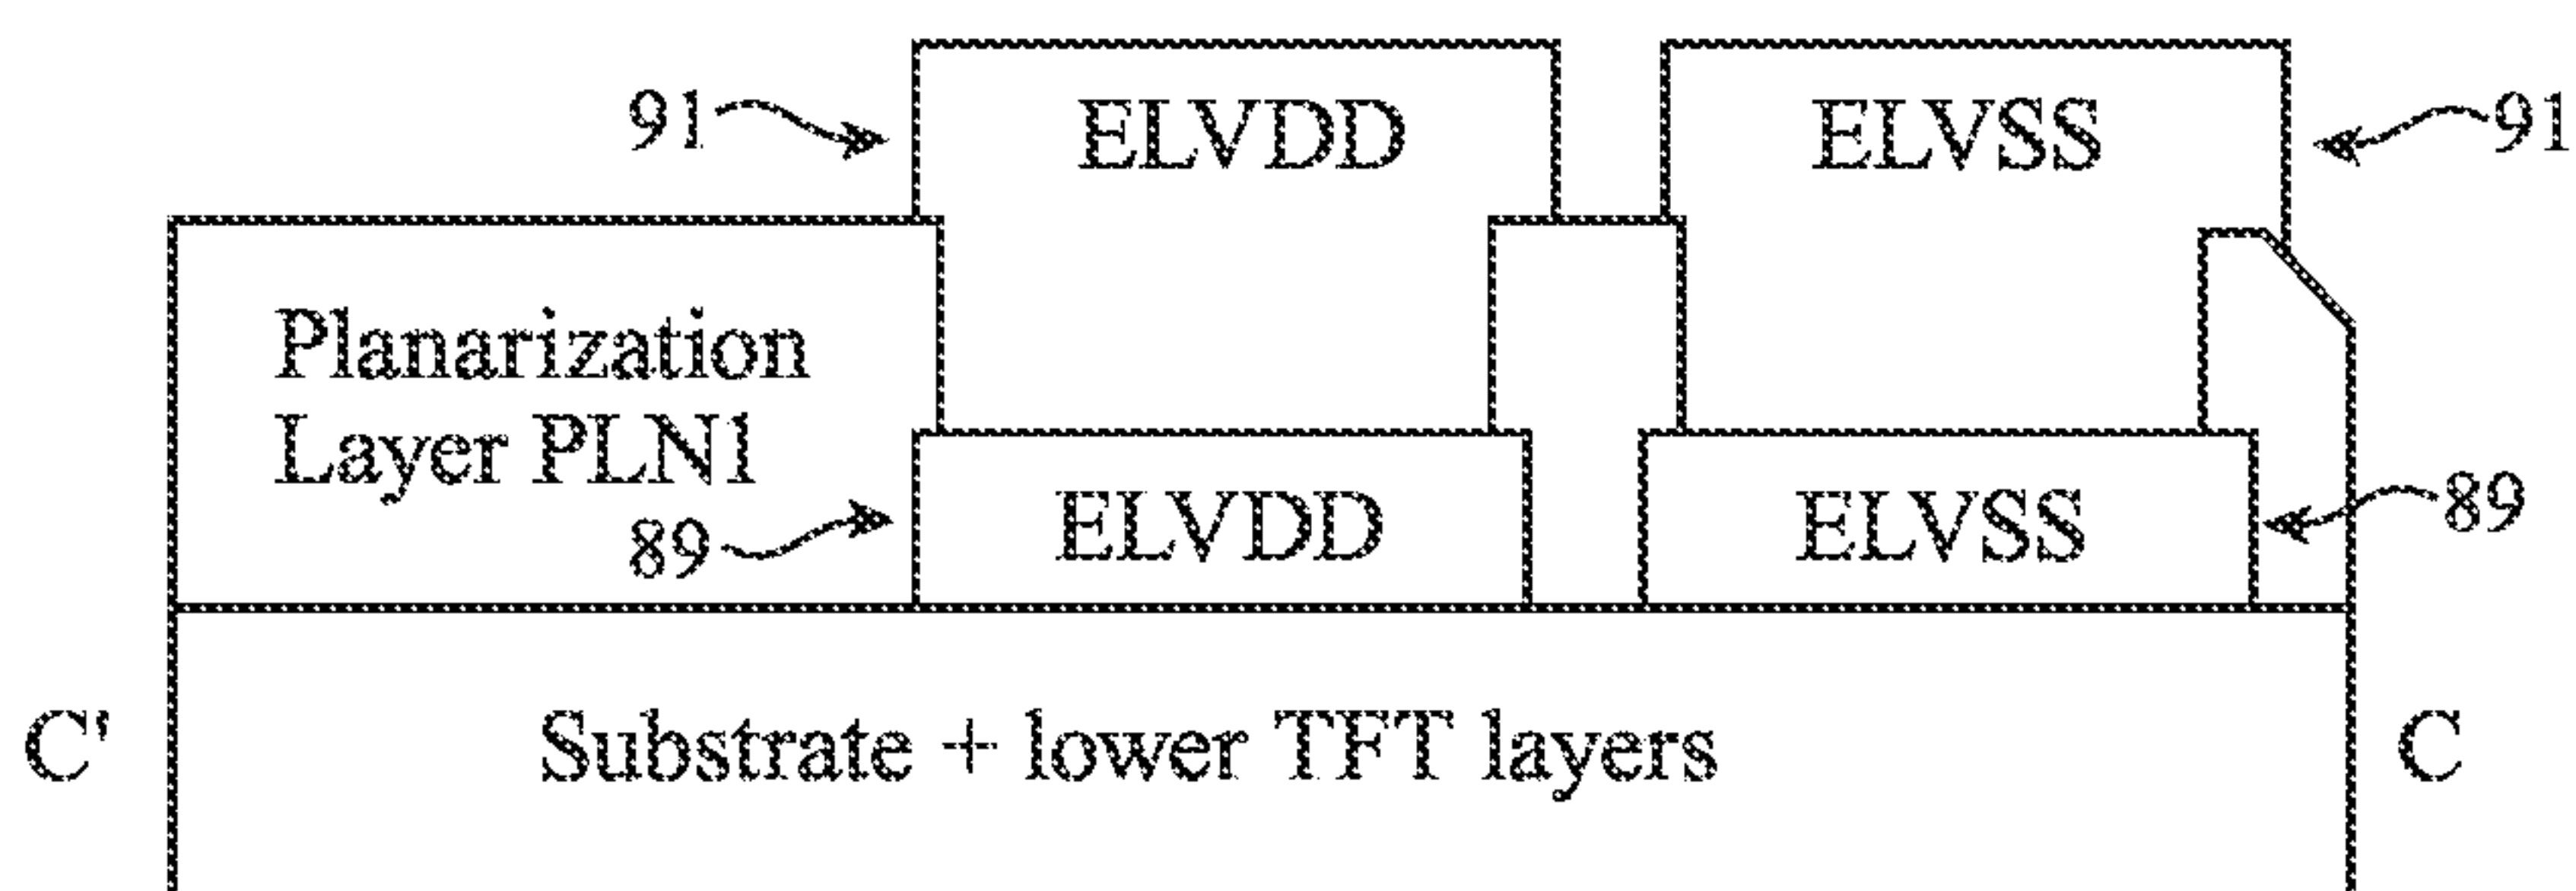 91 ELVDD ELVSS 91
Planarization
Layer PLN1
89 ELVDD ELVSS 89
C' Substrate + lower TFT layers C